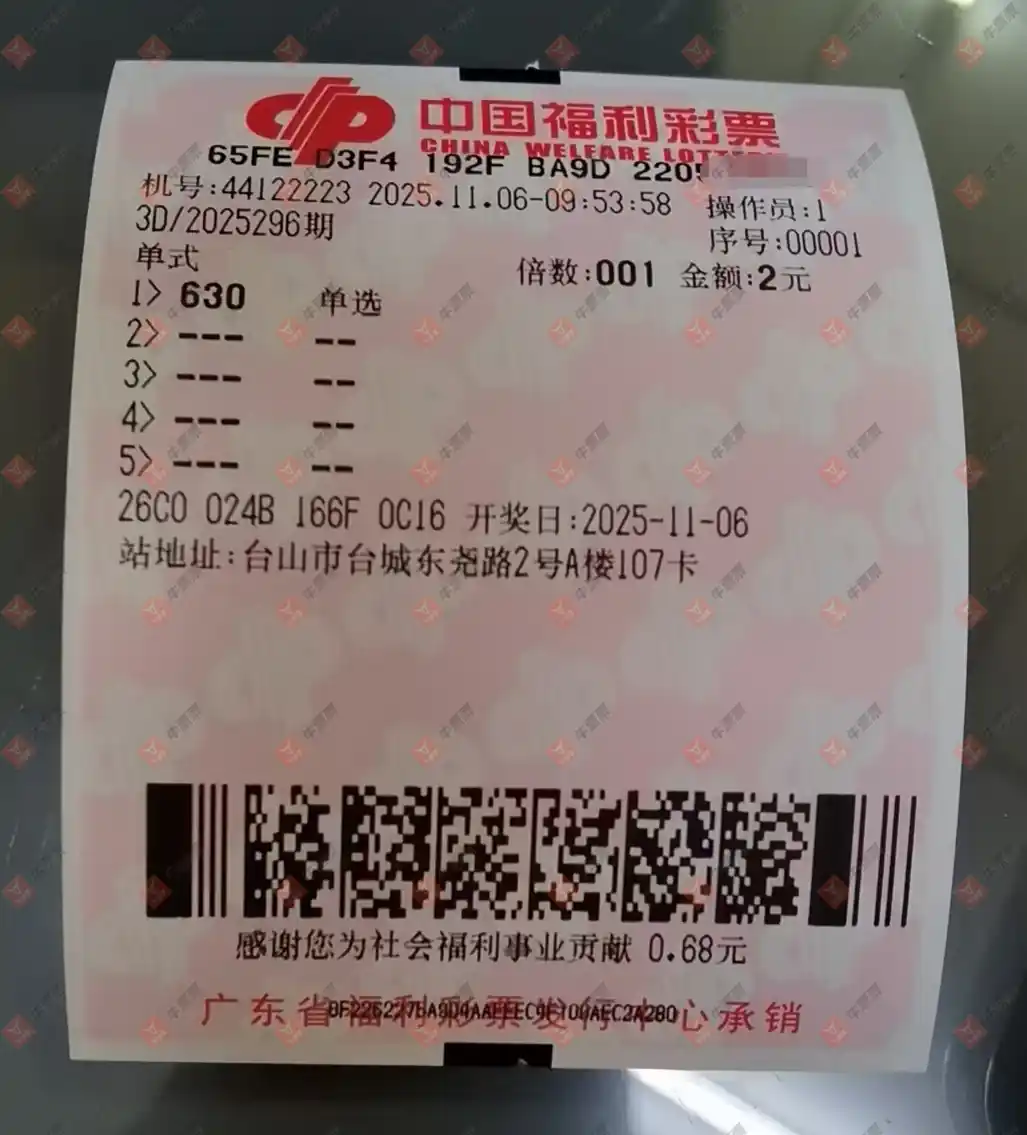 中国福利彩票
CHINA WELFARE LOTTERY
65FE D3F4 192F BA9D 220
机号:44122223 2025.11.06-09:53:58 操作员:1
3D/2025296期 序号:00001
单式 倍数:001 金额:2元
1> 630 单选
2> --- --
3> --- --
4> --- --
5> --- --
26C0 024B 166F 0C16 开奖日:2025-11-06
站地址:台山市台城东尧路2号A楼107卡
感谢您为社会福利事业贡献 0.68元
广东省福利彩票发行中心承销